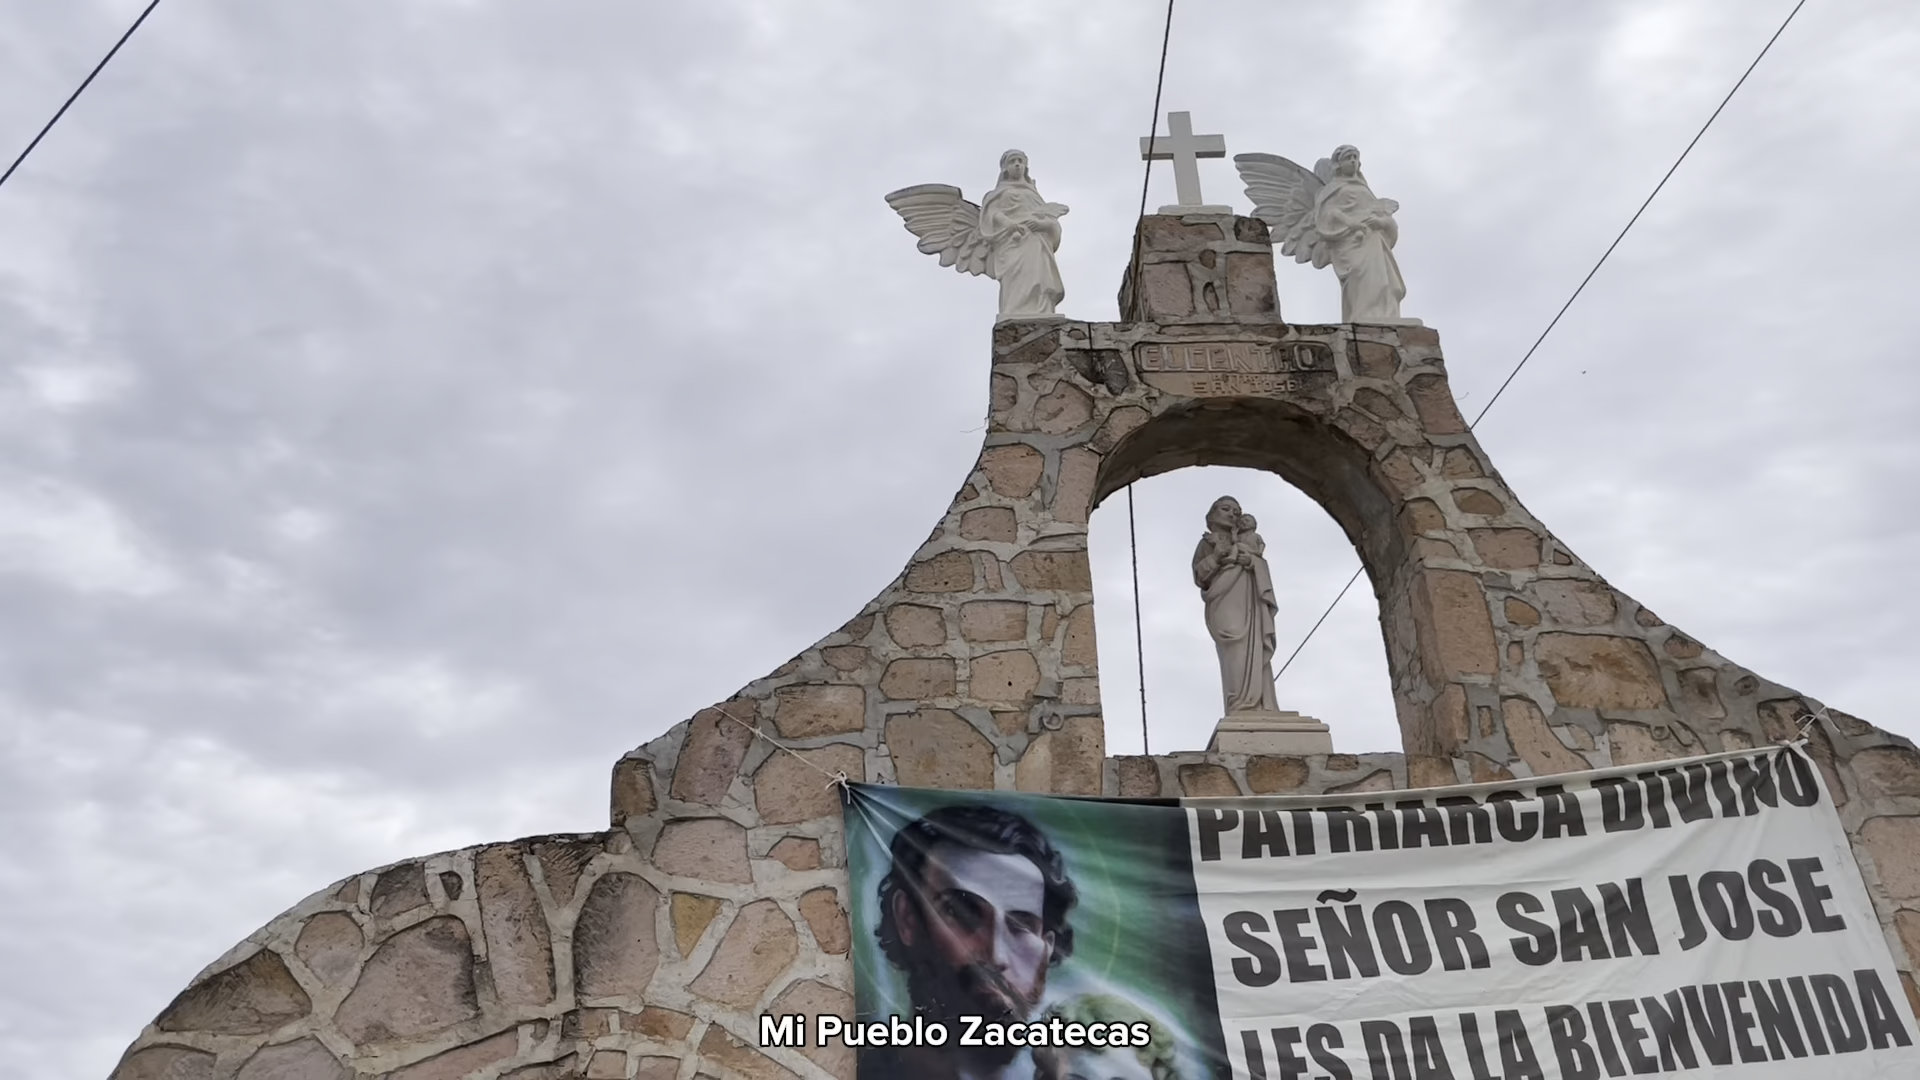 EL CENTRO
SAN JOSE
PATRIARCA DIVINO
SEÑOR SAN JOSE
LES DA LA BIENVENIDA
Mi Pueblo Zacatecas